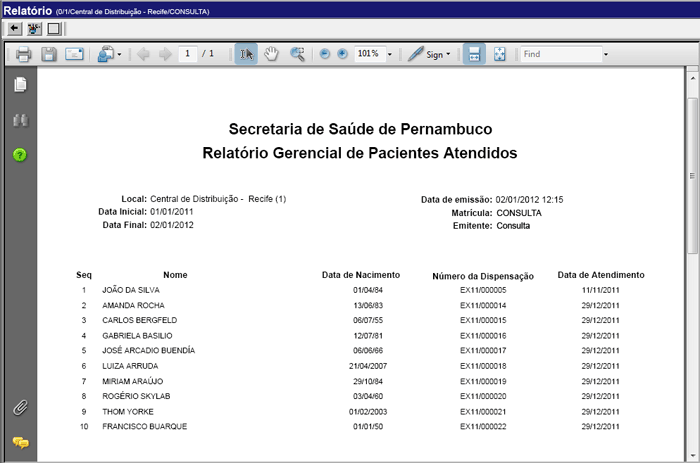 Relatório (0/1/Central de Distribuição - Recife/CONSULTA)
1 / 1 101% Sign Find
Secretaria de Saúde de Pernambuco
Relatório Gerencial de Pacientes Atendidos
Local: Central de Distribuição - Recife (1) Data de emissão: 02/01/2012 12:15
Data Inicial: 01/01/2011 Matrícula: CONSULTA
Data Final: 02/01/2012 Emitente: Consulta
Seq Nome Data de Nacimento Número da Dispensação Data de Atendimento
1 JOÃO DA SILVA 01/04/84 EX11/000005 11/11/2011
2 AMANDA ROCHA 13/06/83 EX11/000014 29/12/2011
3 CARLOS BERGFELD 06/07/55 EX11/000015 29/12/2011
4 GABRIELA BASILIO 12/07/81 EX11/000016 29/12/2011
5 JOSÉ ARCADIO BUENDÍA 06/06/66 EX11/000017 29/12/2011
6 LUIZA ARRUDA 21/04/2007 EX11/000018 29/12/2011
7 MIRIAM ARAÚJO 29/10/84 EX11/000019 29/12/2011
8 ROGÉRIO SKYLAB 03/04/60 EX11/000020 29/12/2011
9 THOM YORKE 01/02/2003 EX11/000021 29/12/2011
10 FRANCISCO BUARQUE 01/01/50 EX11/000022 29/12/2011